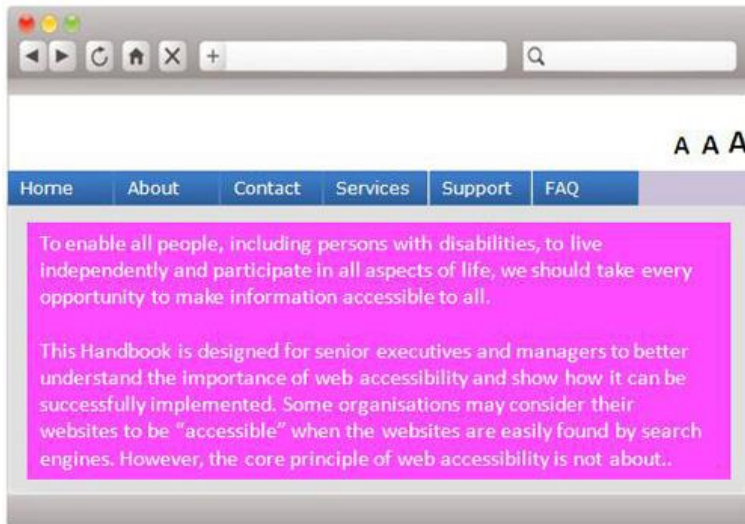 A A A
Home About Contact Services Support FAQ
To enable all people, including persons with disabilities, to live
independently and participate in all aspects of life, we should take every
opportunity to make information accessible to all.
This Handbook is designed for senior executives and managers to better
understand the importance of web accessibility and show how it can be
successfully implemented. Some organisations may consider their
websites to be “accessible” when the websites are easily found by search
engines. However, the core principle of web accessibility is not about..